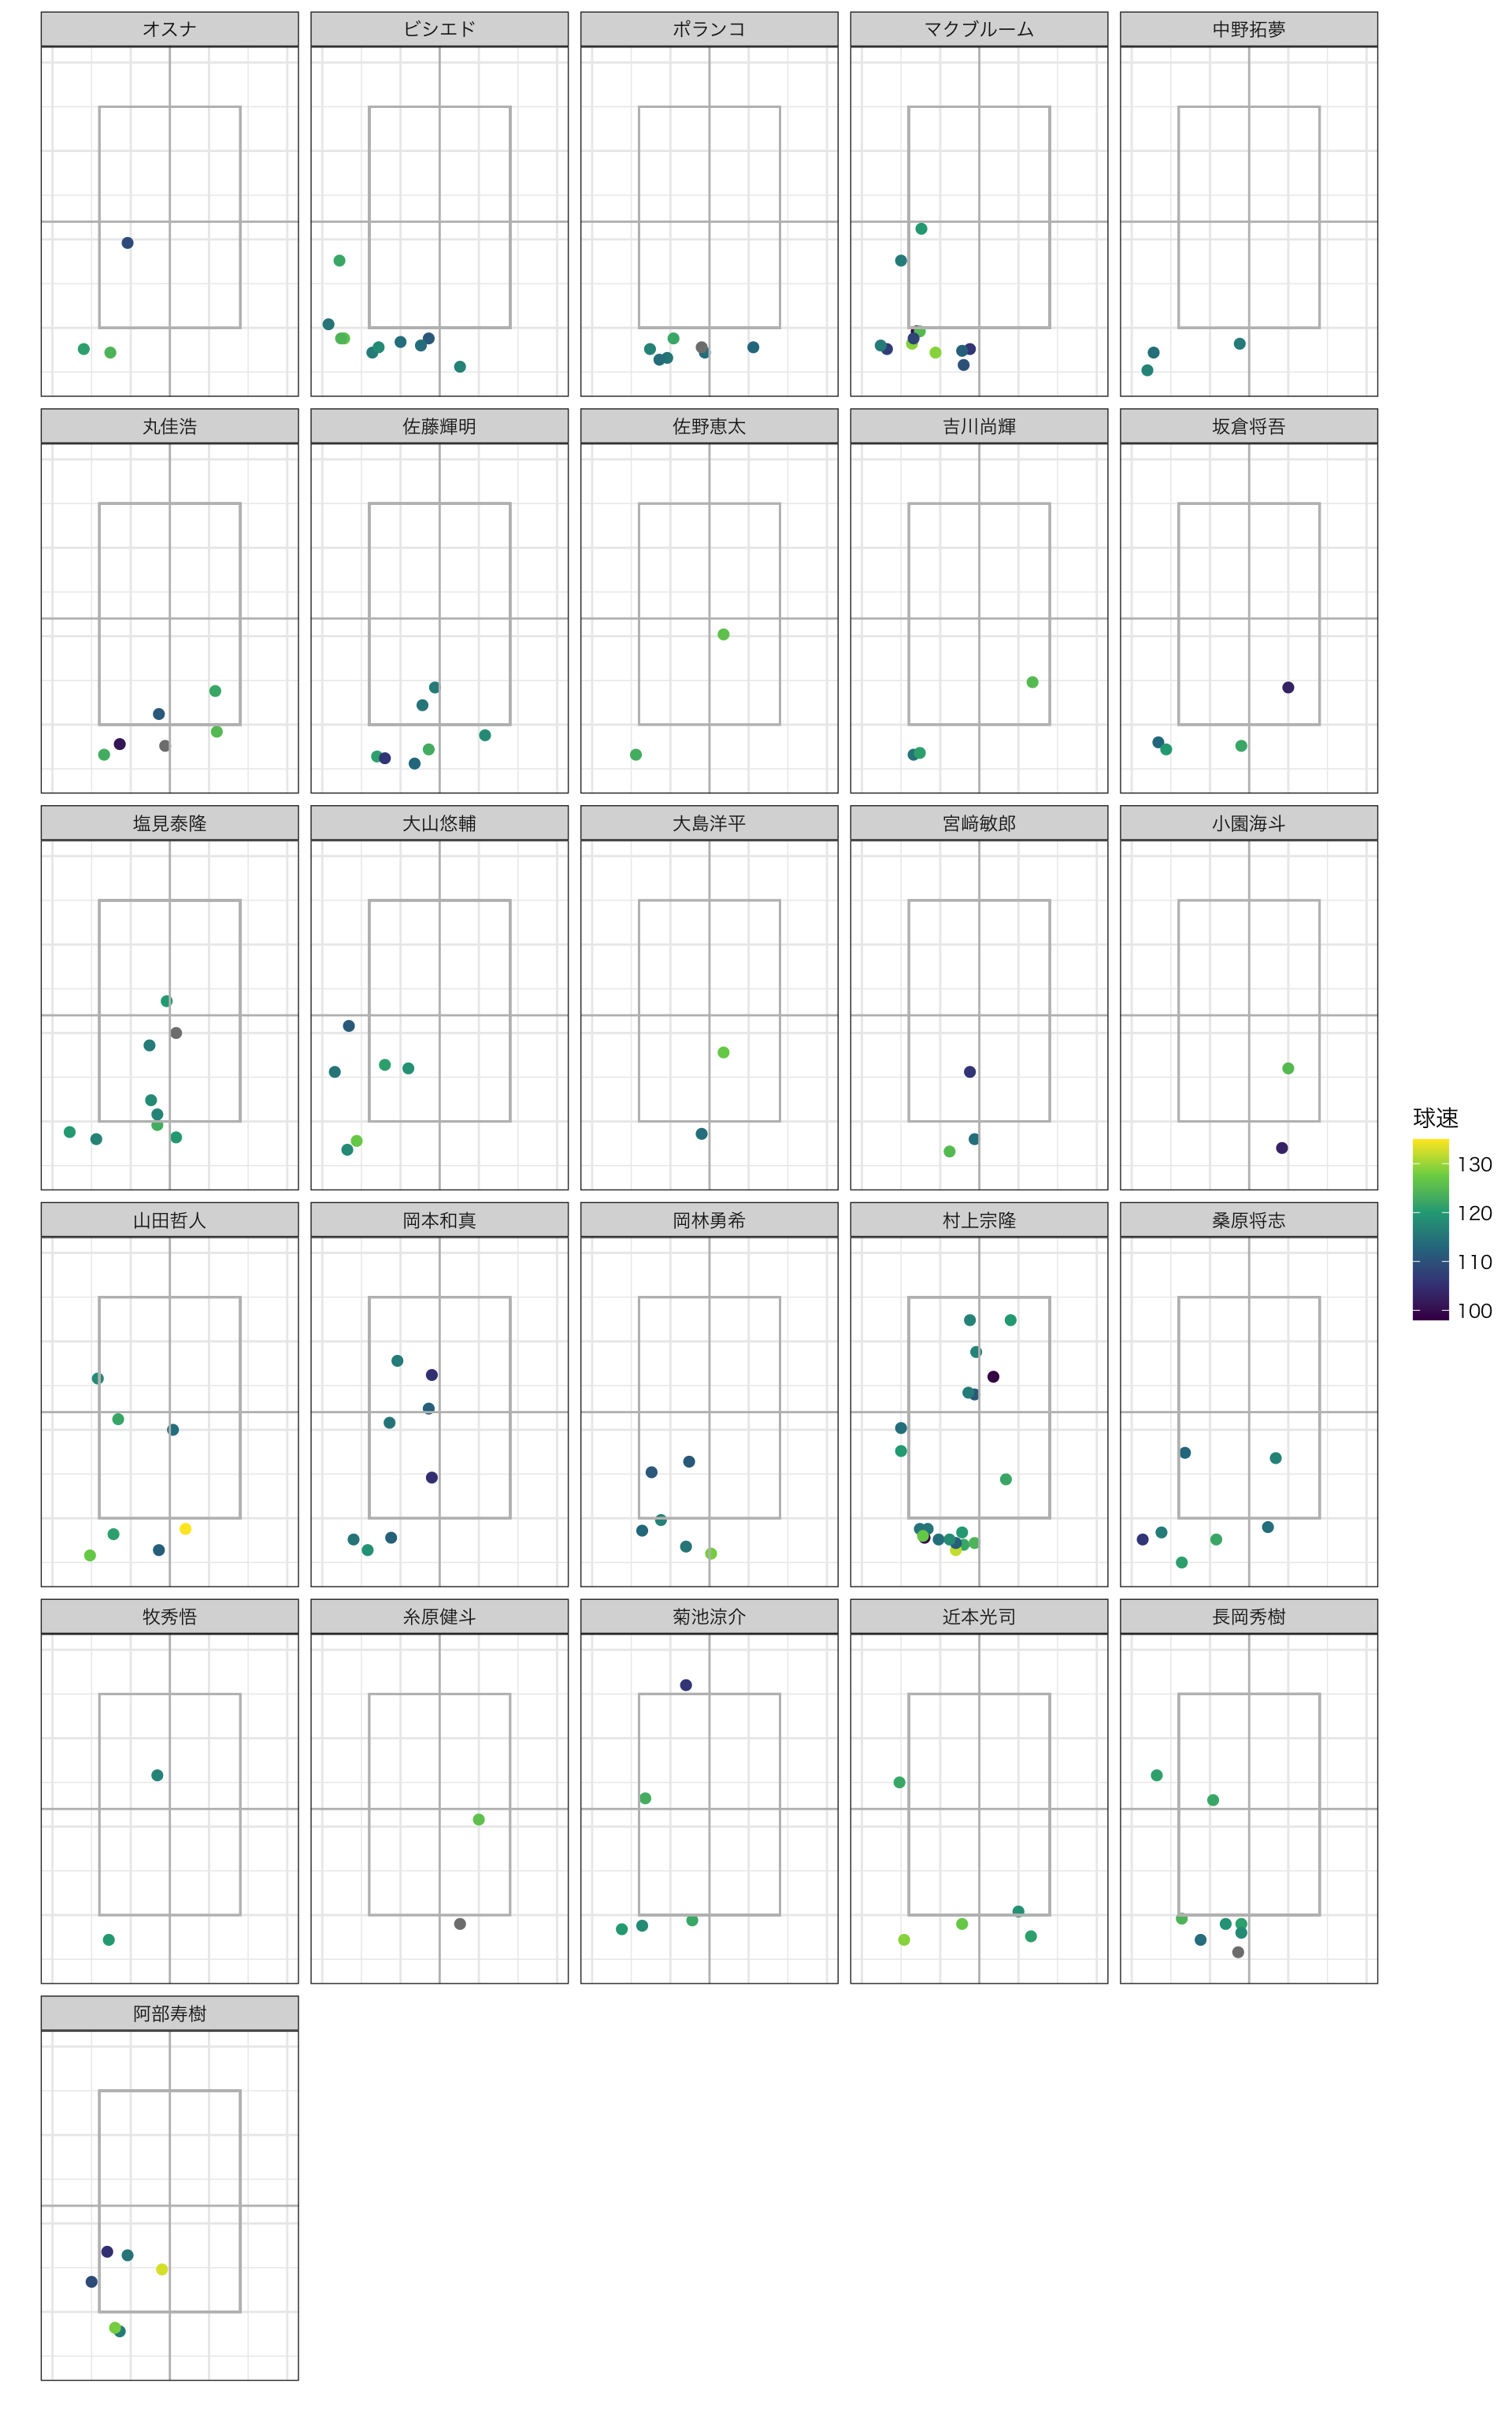 オスナ
ビシエド
ポランコ
マクブルーム
中野拓夢
丸佳浩
佐藤輝明
佐野恵太
吉川尚輝
坂倉将吾
塩見泰隆
大山悠輔
大島洋平
宮﨑敏郎
小園海斗
球速
130
120
110
100
山田哲人
岡本和真
岡林勇希
村上宗隆
桑原将志
牧秀悟
糸原健斗
菊池涼介
近本光司
長岡秀樹
阿部寿樹